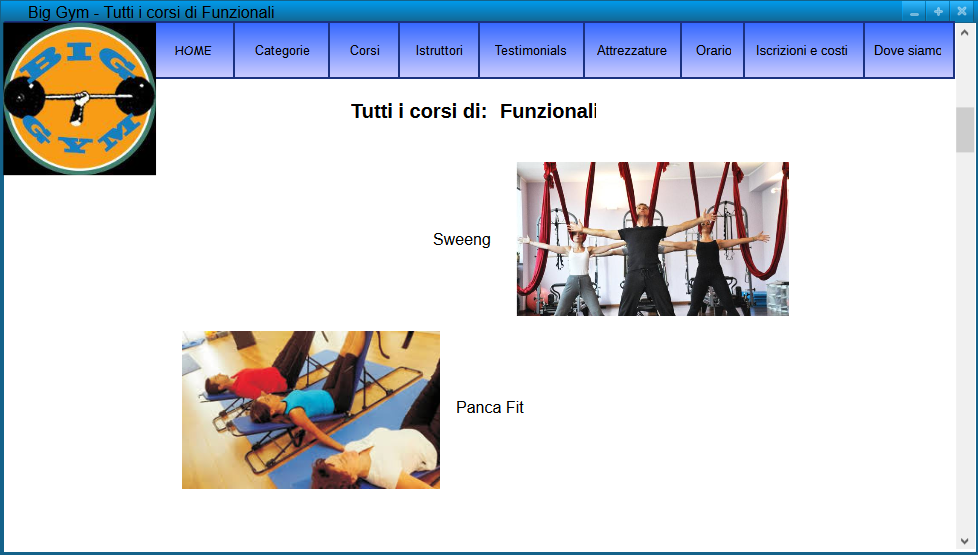 Big Gym - Tutti i corsi di Funzionali
BIG
GYM
HOME
Categorie
Corsi
Istruttori
Testimonials
Attrezzature
Orario
Iscrizioni e costi
Dove siamo
Tutti i corsi di: Funzionali
Sweeng
Panca Fit